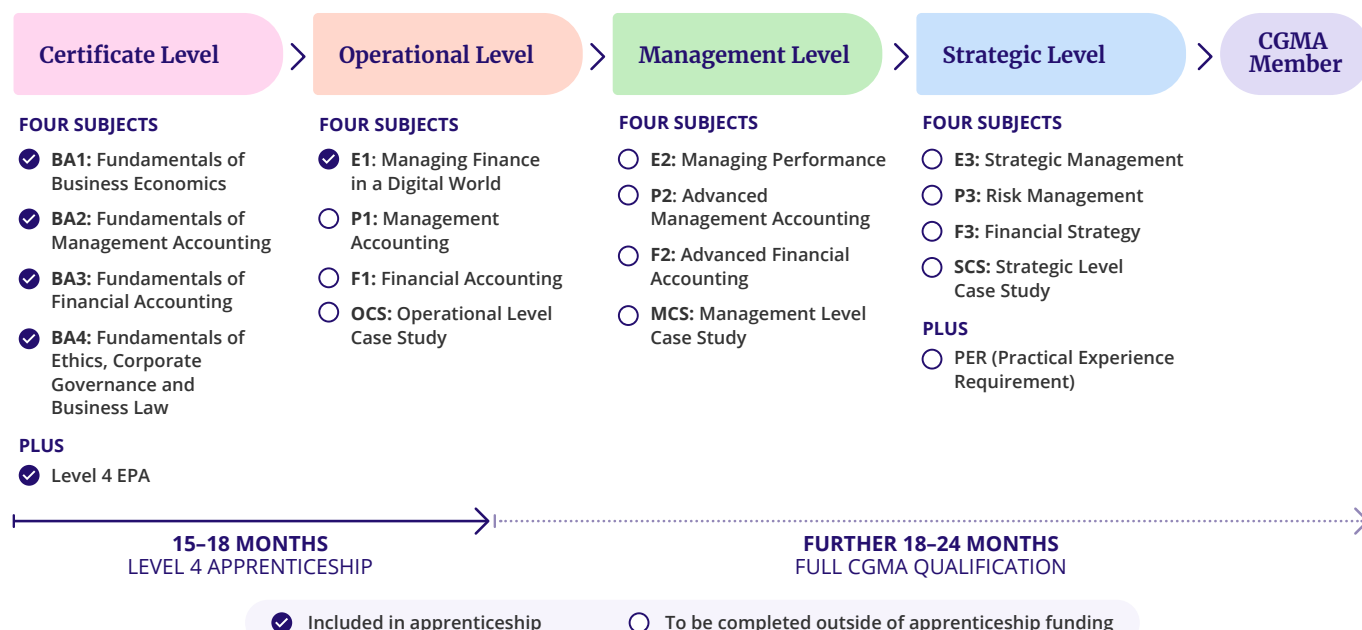 Certificate Level
Operational Level
Management Level
Strategic Level
CGMA
Member
FOUR SUBJECTS
BA1: Fundamentals of
Business Economics
BA2: Fundamentals of
Management Accounting
BA3: Fundamentals of
Financial Accounting
BA4: Fundamentals of
Ethics, Corporate
Governance and
Business Law
PLUS
Level 4 EPA
FOUR SUBJECTS
E1: Managing Finance
in a Digital World
P1: Management
Accounting
F1: Financial Accounting
OCS: Operational Level
Case Study
FOUR SUBJECTS
E2: Managing Performance
P2: Advanced
Management Accounting
F2: Advanced Financial
Accounting
MCS: Management Level
Case Study
FOUR SUBJECTS
E3: Strategic Management
P3: Risk Management
F3: Financial Strategy
SCS: Strategic Level
Case Study
PLUS
PER (Practical Experience
Requirement)
15–18 MONTHS
LEVEL 4 APPRENTICESHIP
FURTHER 18–24 MONTHS
FULL CGMA QUALIFICATION
Included in apprenticeship
To be completed outside of apprenticeship funding